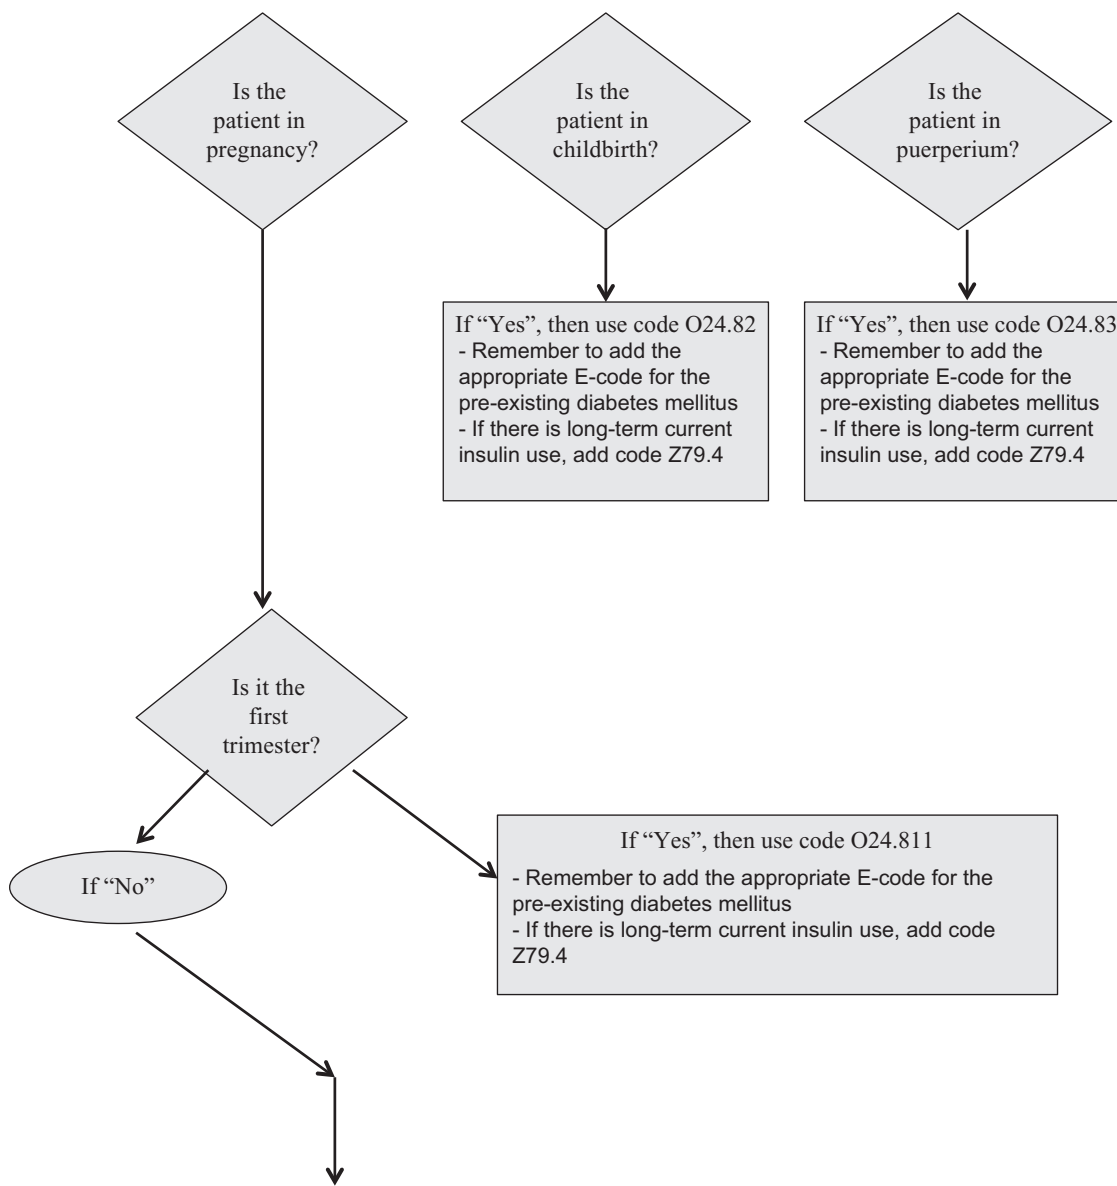 Is the
patient in
pregnancy?
Is the
patient in
childbirth?
Is the
patient in
puerperium?
If “Yes”, then use code O24.82
- Remember to add the
appropriate E-code for the
pre-existing diabetes mellitus
- If there is long-term current
insulin use, add code Z79.4
If “Yes”, then use code O24.83
- Remember to add the
appropriate E-code for the
pre-existing diabetes mellitus
- If there is long-term current
insulin use, add code Z79.4
Is it the
first
trimester?
If “No”
If “Yes”, then use code O24.811
- Remember to add the appropriate E-code for the
pre-existing diabetes mellitus
- If there is long-term current insulin use, add code
Z79.4